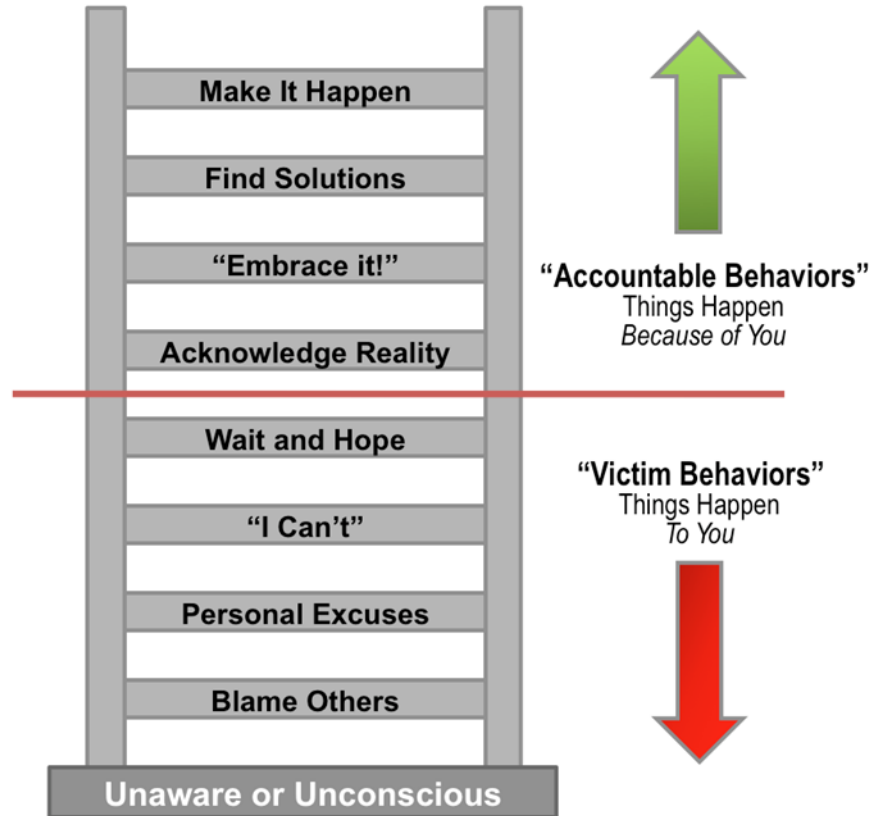 Make It Happen
Find Solutions
“Embrace it!”
Acknowledge Reality
Wait and Hope
“I Can’t”
Personal Excuses
Blame Others
Unaware or Unconscious
“Accountable Behaviors”
Things Happen
Because of You
“Victim Behaviors”
Things Happen
To You